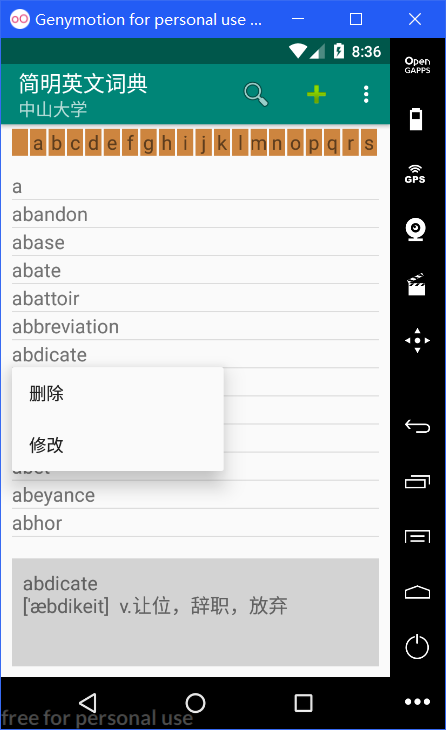 Genymotion for personal use ...
8:36
简明英文词典
中山大学
a b c d e f g h i j k l m n o p q r s
a
abandon
abase
abate
abattoir
abbreviation
abdicate
删除
修改
abet
abeyance
abhor
abdicate
['æbdikeit]  v.让位，辞职，放弃
free for personal use
Open
GAPPS
GPS